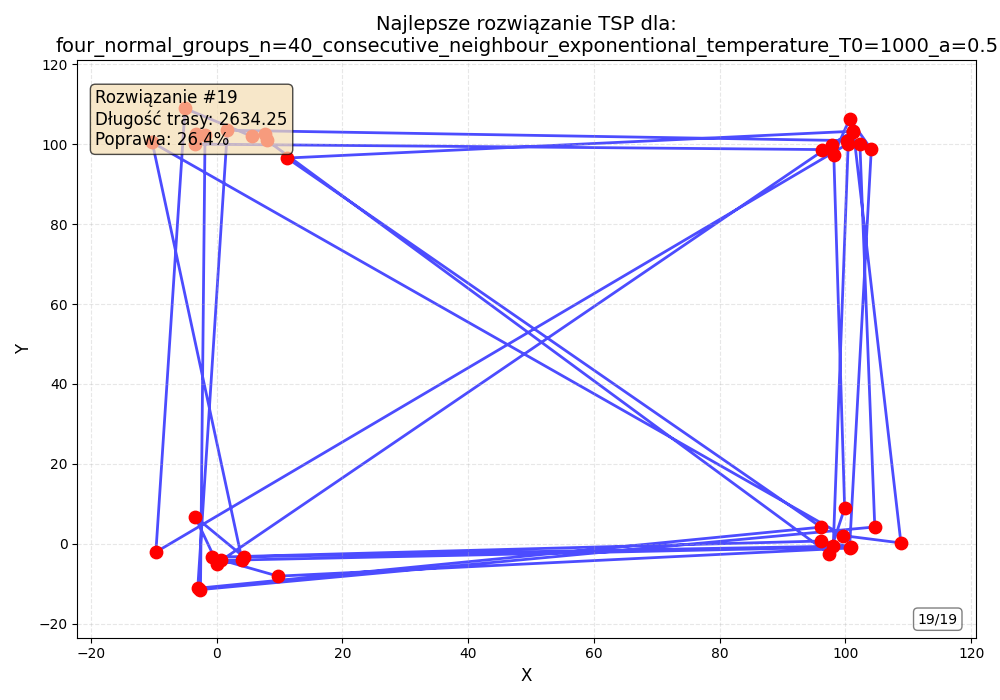 Najlepsze rozwiązanie TSP dla:
four_normal_groups_n=40_consecutive_neighbour_exponentional_temperature_T0=1000_a=0.5
Rozwiązanie #19
Długość trasy: 2634.25
Poprawa: 26.4%
120
100
80
60
40
20
0
−20
Y
−20
0
20
40
60
80
100
120
X
19/19